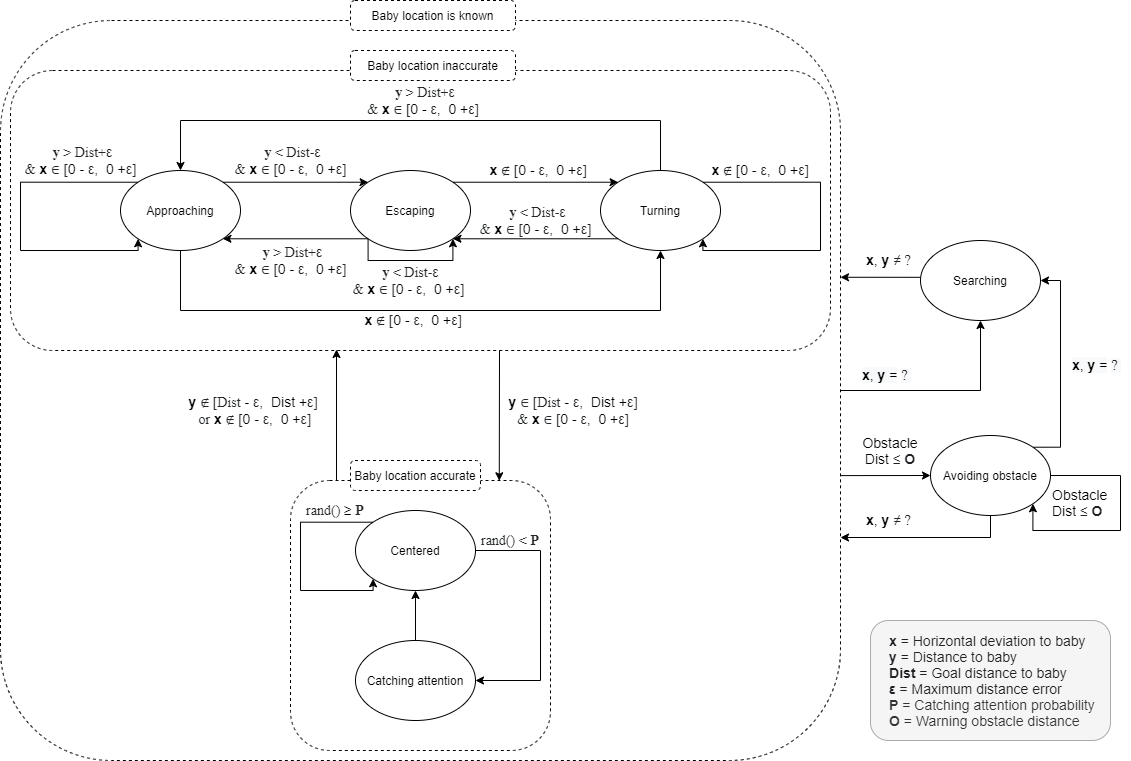 Baby location is known
Baby location inaccurate
y > Dist+ε
& x ∈ [0 - ε, 0 +ε]
y > Dist+ε
& x ∈ [0 - ε, 0 +ε]
y < Dist-ε
& x ∈ [0 - ε, 0 +ε]
x ∉ [0 - ε, 0 +ε]
x ∉ [0 - ε, 0 +ε]
Approaching
Escaping
Turning
y < Dist-ε
& x ∈ [0 - ε, 0 +ε]
y > Dist+ε
& x ∈ [0 - ε, 0 +ε]
y < Dist-ε
& x ∈ [0 - ε, 0 +ε]
x ∉ [0 - ε, 0 +ε]
x, y ≠ ?
Searching
x, y = ?
x, y = ?
y ∉ [Dist - ε, Dist +ε]
or x ∉ [0 - ε, 0 +ε]
y ∈ [Dist - ε, Dist +ε]
& x ∈ [0 - ε, 0 +ε]
Obstacle
Dist ≤ O
Avoiding obstacle
Obstacle
Dist ≤ O
x, y ≠ ?
Baby location accurate
rand() ≥ P
Centered
rand() < P
Catching attention
x = Horizontal deviation to baby
y = Distance to baby
Dist = Goal distance to baby
ε = Maximum distance error
P = Catching attention probability
O = Warning obstacle distance